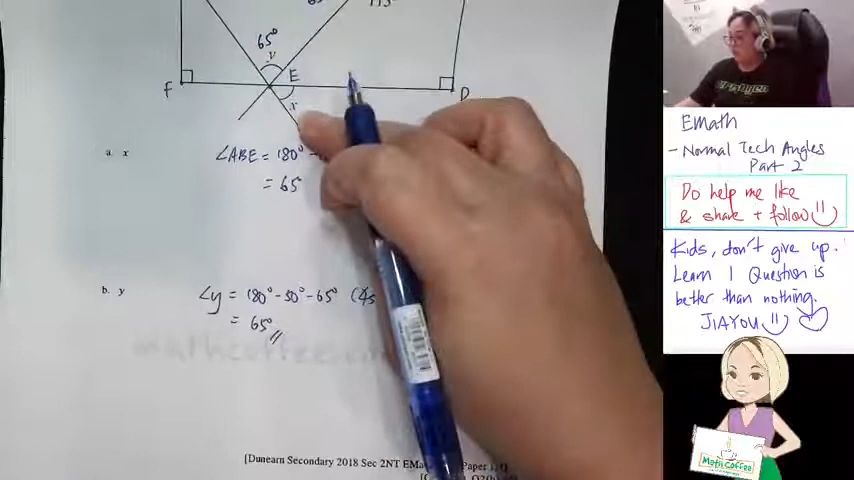 65°
y
F
E
x
D
a. x
∠ABE = 180°
= 65
b. y
∠y = 180° - 50° - 65°
= 65°
[Dunearn Secondary 2018 Sec 2NT EMa
Paper 1/Q
EMath
- Normal Tech Angles
Part 2
Do help me like
& share + follow
Kids, don't give up.
Learn 1 Question is
better than nothing.
JIAYOU
Math Coffee